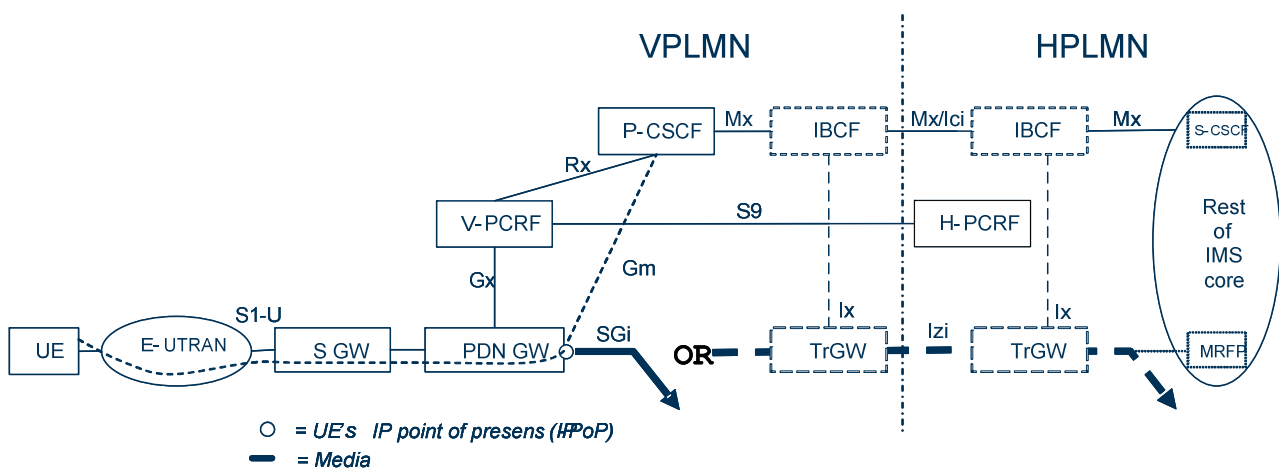 VPLMN
HPLMN
P-CSCF
Mx
IBCF
Mx/Ici
IBCF
Mx
S-CSCF
Rx
V-PCRF
S9
H-PCRF
Rest
of
IMS
core
Gx
Gm
S1-U
Ix
Ix
UE
E-UTRAN
S GW
PDN GW
SGi
OR
TrGW
Izi
TrGW
MRFP
= UE's IP point of presens (IP-PoP)
= Media